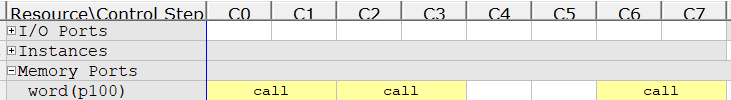 Resource\Control Step C0 C1 C2 C3 C4 C5 C6 C7
I/O Ports
Instances
Memory Ports
word(p100) call call call